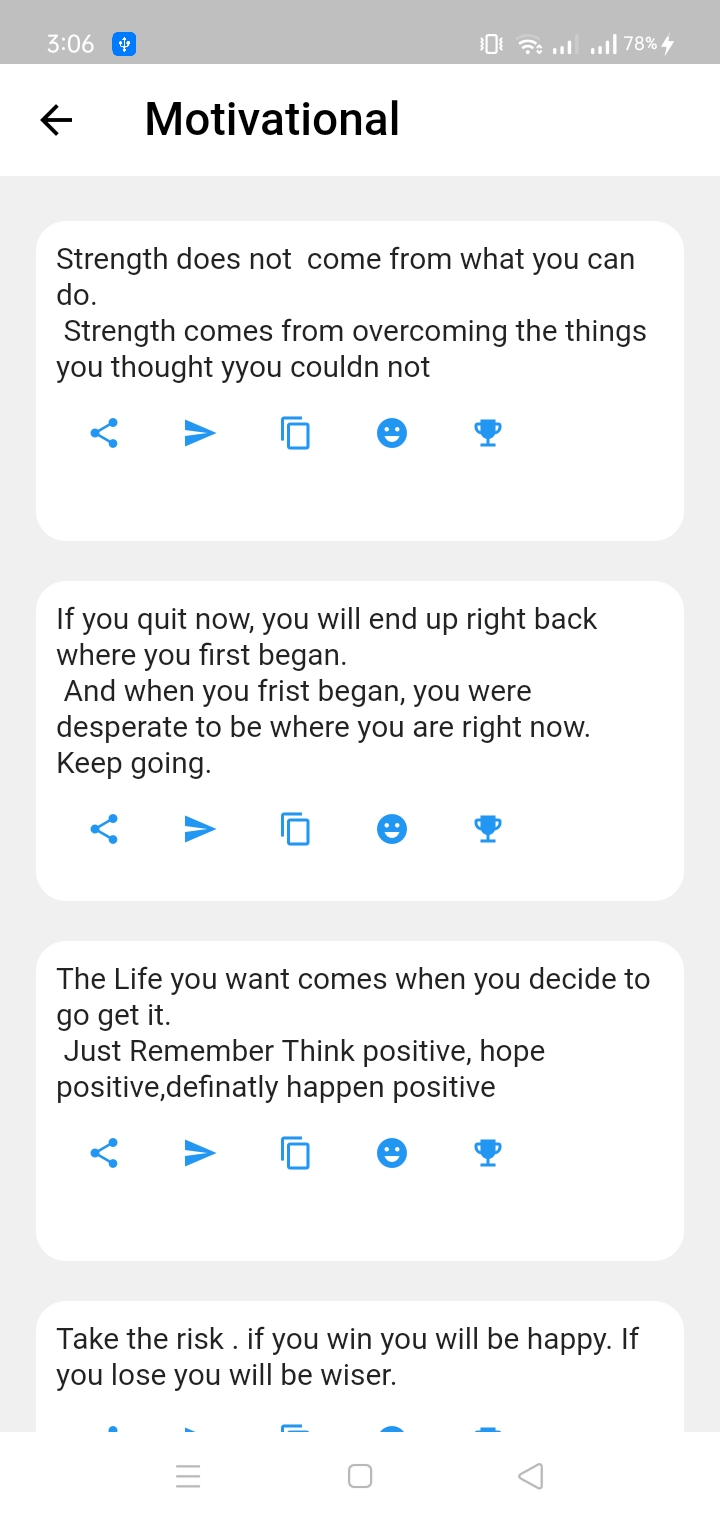 3:06
78%
Motivational
Strength does not  come from what you can
do.
Strength comes from overcoming the things
you thought yyou couldn not
If you quit now, you will end up right back
where you first began.
And when you frist began, you were
desperate to be where you are right now.
Keep going.
The Life you want comes when you decide to
go get it.
Just Remember Think positive, hope
positive,definatly happen positive
Take the risk . if you win you will be happy. If
you lose you will be wiser.